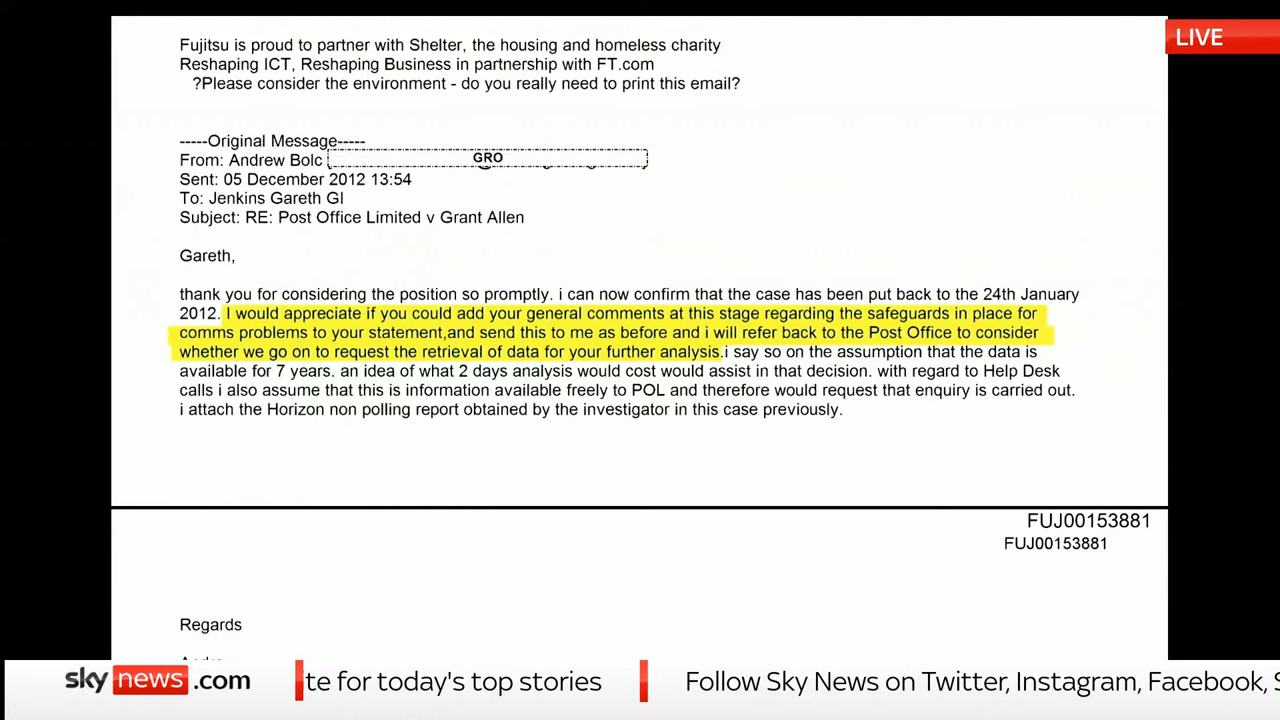 LIVE
Fujitsu is proud to partner with Shelter, the housing and homeless charity
Reshaping ICT, Reshaping Business in partnership with FT.com
?Please consider the environment - do you really need to print this email?
-----Original Message-----
From: Andrew Bolc GRO
Sent: 05 December 2012 13:54
To: Jenkins Gareth GI
Subject: RE: Post Office Limited v Grant Allen
Gareth,
thank you for considering the position so promptly. i can now confirm that the case has been put back to the 24th January
2012. I would appreciate if you could add your general comments at this stage regarding the safeguards in place for
comms problems to your statement,and send this to me as before and i will refer back to the Post Office to consider
whether we go on to request the retrieval of data for your further analysis.i say so on the assumption that the data is
available for 7 years. an idea of what 2 days analysis would cost would assist in that decision. with regard to Help Desk
calls i also assume that this is information available freely to POL and therefore would request that enquiry is carried out.
i attach the Horizon non polling report obtained by the investigator in this case previously.
FUJ00153881
FUJ00153881
Regards
sky news.com
te for today's top stories
Follow Sky News on Twitter, Instagram, Facebook, S